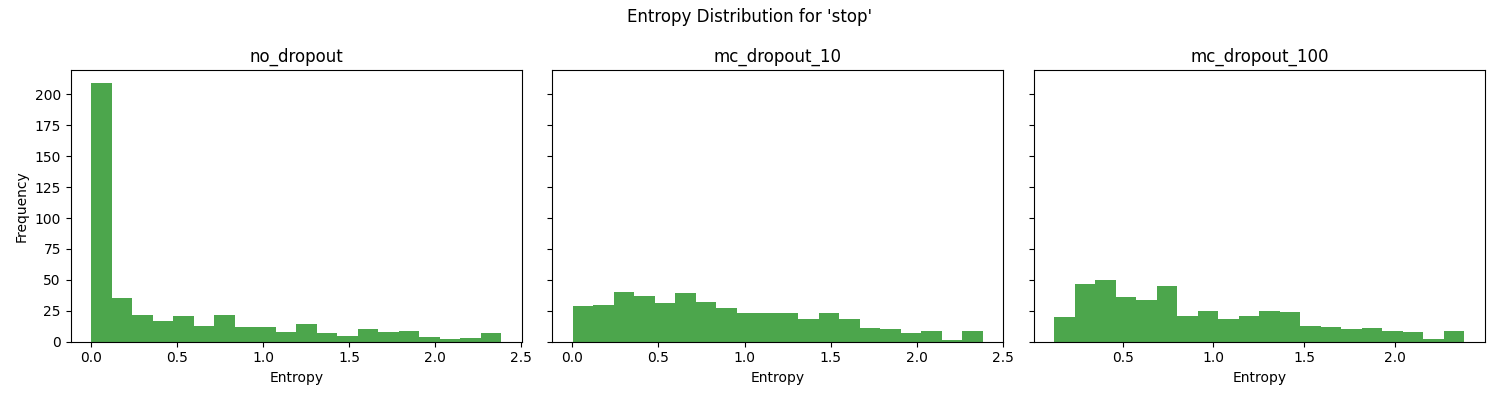 Entropy Distribution for 'stop'
no_dropout
mc_dropout_10
mc_dropout_100
Frequency
200
175
150
125
100
75
50
25
0
0.0 0.5 1.0 1.5 2.0 2.5
0.0 0.5 1.0 1.5 2.0 2.5
0.5 1.0 1.5 2.0
Entropy
Entropy
Entropy